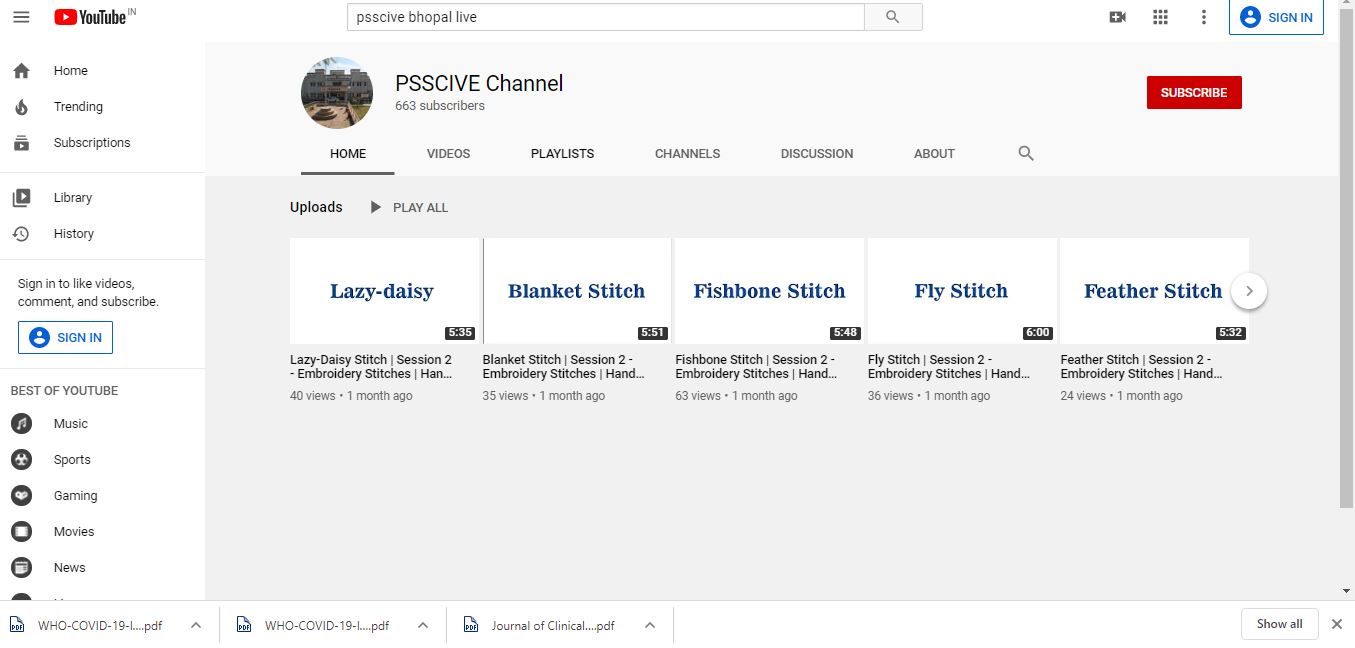 YouTube IN
psscive bhopal live
SIGN IN
Home
Trending
Subscriptions
Library
History
Sign in to like videos,
comment, and subscribe.
SIGN IN
BEST OF YOUTUBE
Music
Sports
Gaming
Movies
News
PSSCIVE Channel
663 subscribers
SUBSCRIBE
HOME VIDEOS PLAYLISTS CHANNELS DISCUSSION ABOUT
Uploads PLAY ALL
Lazy-daisy
5:35
Lazy-Daisy Stitch | Session 2
- Embroidery Stitches | Han...
40 views • 1 month ago
Blanket Stitch
5:51
Blanket Stitch | Session 2 -
Embroidery Stitches | Hand...
35 views • 1 month ago
Fishbone Stitch
5:48
Fishbone Stitch | Session 2 -
Embroidery Stitches | Hand...
63 views • 1 month ago
Fly Stitch
6:00
Fly Stitch | Session 2 -
Embroidery Stitches | Hand...
36 views • 1 month ago
Feather Stitch
5:32
Feather Stitch | Session 2 -
Embroidery Stitches | Hand...
24 views • 1 month ago
PDF WHO-COVID-19-I....pdf
PDF WHO-COVID-19-I....pdf
PDF Journal of Clinical....pdf
Show all